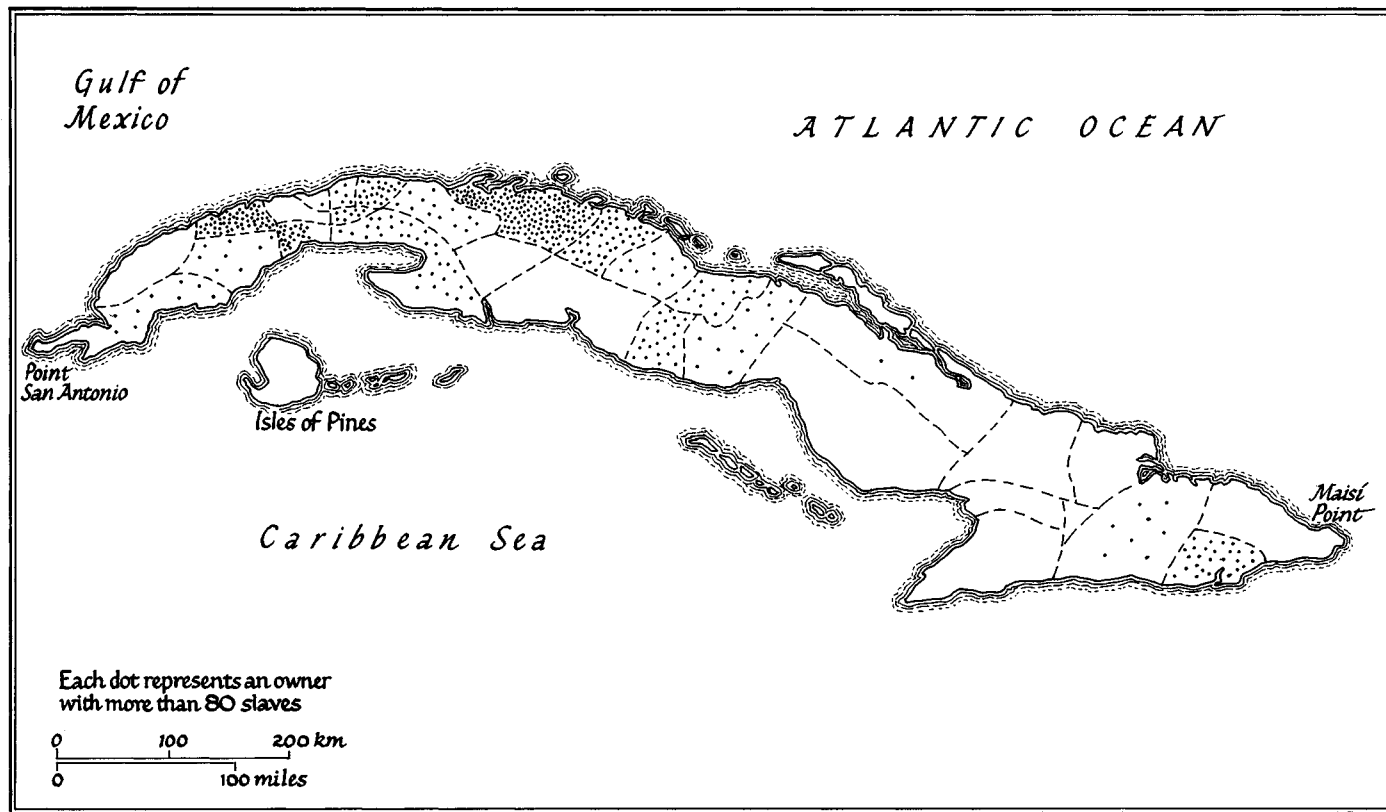 Gulf of
Mexico
ATLANTIC OCEAN
Point
San Antonio
Isles of Pines
Maisí
Point
Caribbean Sea
Each dot represents an owner
with more than 80 slaves
0 100 200 km
0 100 miles